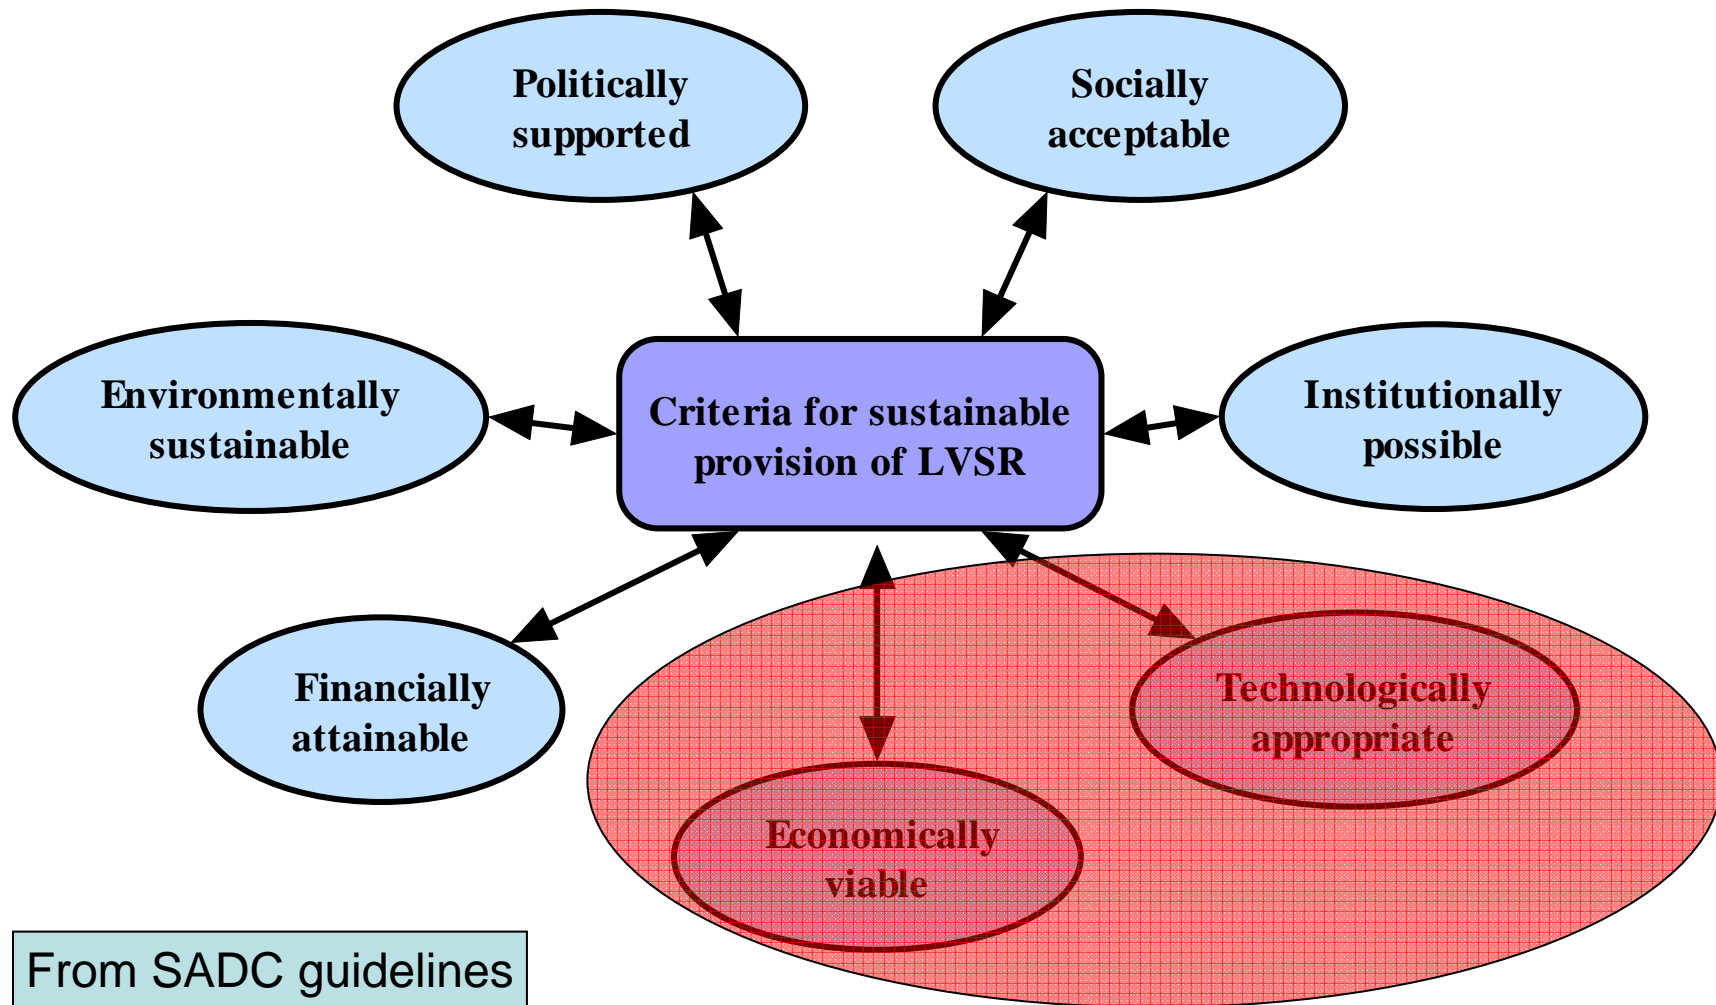 Politically
supported
Socially
acceptable
Environmentally
sustainable
Criteria for sustainable
provision of LVSR
Institutionally
possible
Financially
attainable
Technologically
appropriate
Economically
viable
From SADC guidelines